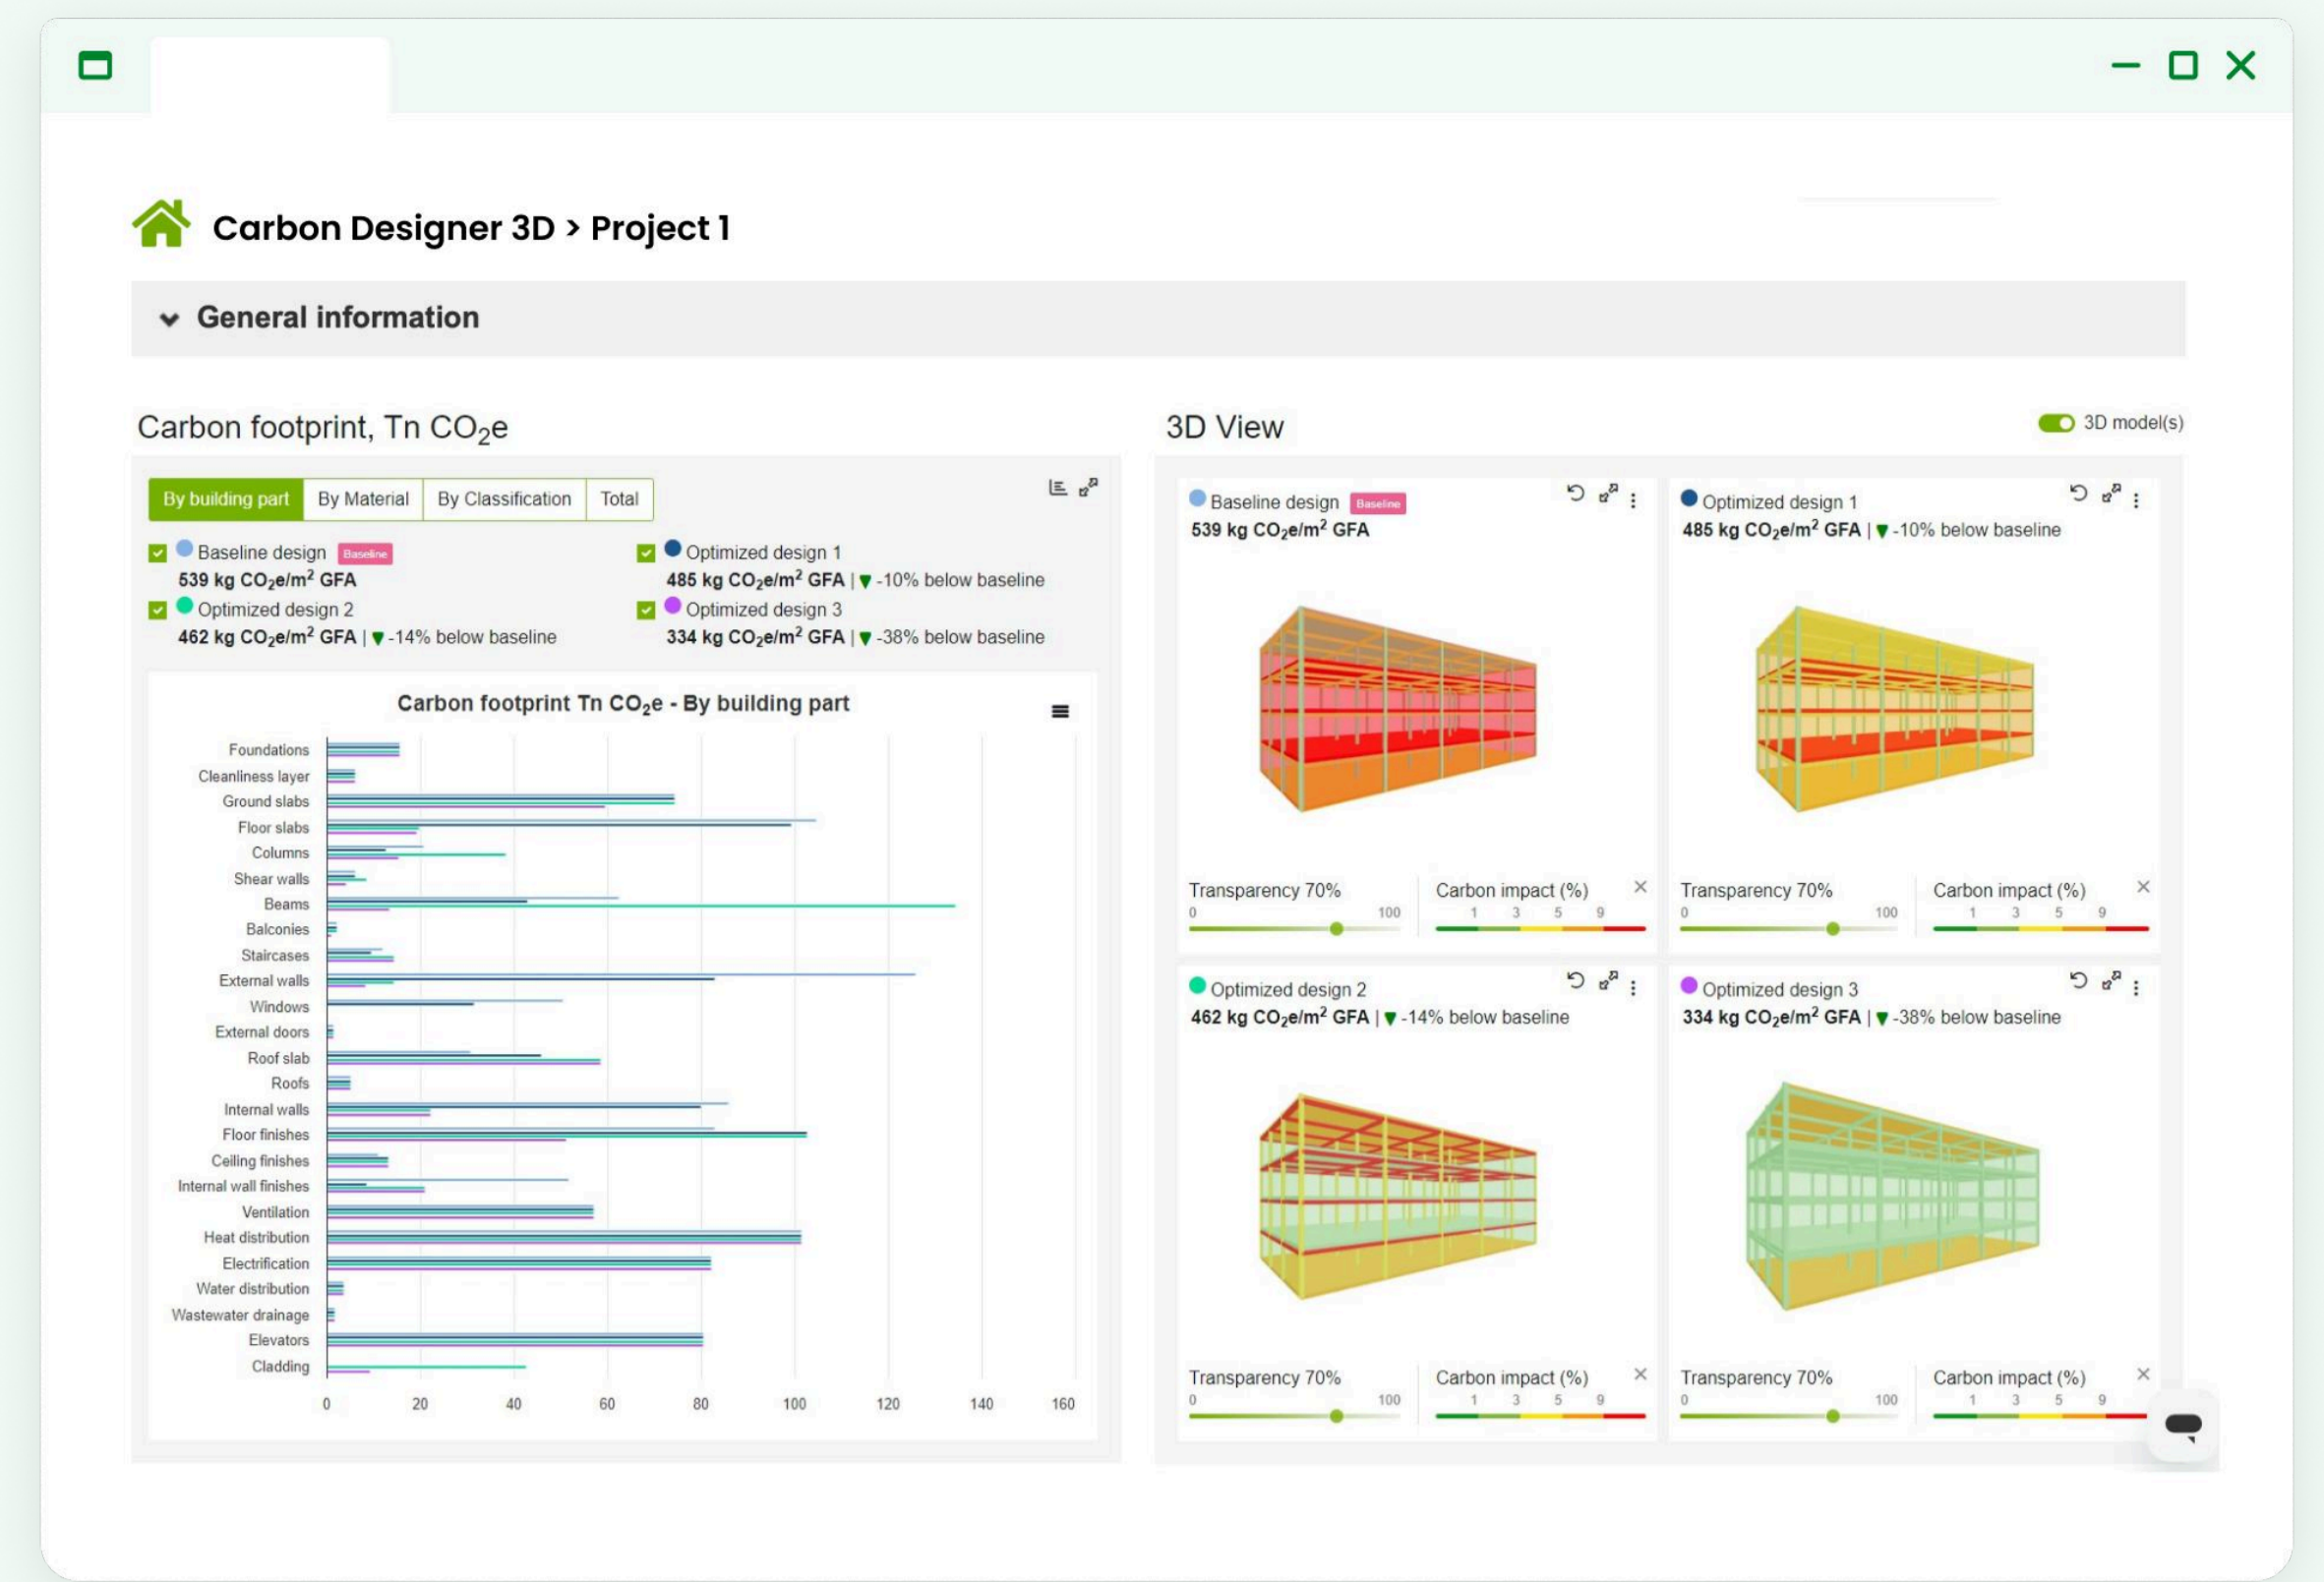 Carbon Designer 3D > Project 1
General information
Carbon footprint, Tn CO₂e
By building part By Material By Classification Total
Baseline design Baseline
539 kg CO₂e/m² GFA
Optimized design 1
485 kg CO₂e/m² GFA | ▼ -10% below baseline
Optimized design 2
462 kg CO₂e/m² GFA | ▼ -14% below baseline
Optimized design 3
334 kg CO₂e/m² GFA | ▼ -38% below baseline
Carbon footprint Tn CO₂e - By building part
Foundations
Cleanliness layer
Ground slabs
Floor slabs
Columns
Shear walls
Beams
Balconies
Staircases
External walls
Windows
External doors
Roof slab
Roofs
Internal walls
Floor finishes
Ceiling finishes
Internal wall finishes
Ventilation
Heat distribution
Electrification
Water distribution
Wastewater drainage
Elevators
Cladding
0 20 40 60 80 100 120 140 160
3D View
3D model(s)
Baseline design Baseline
539 kg CO₂e/m² GFA
Transparency 70%
0 100
Carbon impact (%)
1 3 5 9
Optimized design 1
485 kg CO₂e/m² GFA | ▼ -10% below baseline
Transparency 70%
0 100
Carbon impact (%)
1 3 5 9
Optimized design 2
462 kg CO₂e/m² GFA | ▼ -14% below baseline
Transparency 70%
0 100
Carbon impact (%)
1 3 5 9
Optimized design 3
334 kg CO₂e/m² GFA | ▼ -38% below baseline
Transparency 70%
0 100
Carbon impact (%)
1 3 5 9